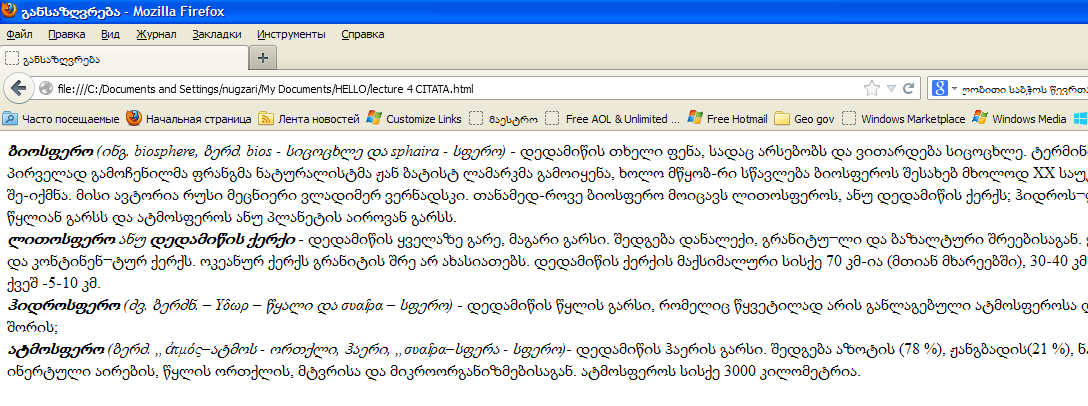 განსაზღვრება - Mozilla Firefox
Файл Правка Вид Журнал Закладки Инструменты Справка
განსაზღვრება +
file:///C:/Documents and Settings/nugzari/My Documents/HELLO/lecture 4 CITATA.html ღობითი საბჭოს წევრთა
Часто посещаемые Начальная страница Лента новостей Customize Links მაესტრო Free AOL & Unlimited ... Free Hotmail Geo gov Windows Marketplace Windows Media
ბიოსფერო (ინგ. biosphere, ბერძ. bios - სიცოცხლე და sphaira - სფერო) - დედამიწის თხელი ფენა, სადაც არსებობს და ვითარდება სიცოცხლე. ტერმინი
პირველად გამოჩენილმა ფრანგმა ნატურალისტმა ჟან ბატისტ ლამარკმა გამოიყენა, ხოლო მწყობ-რი სწავლება ბიოსფეროს შესახებ მხოლოდ XX საუკ
შე-იქმნა. მისი ავტორია რუსი მეცნიერი ვლადიმერ ვერნადსკი. თანამედ-როვე ბიოსფერო მოიცავს ლითოსფეროს, ანუ დედამიწის ქერქს; ჰიდროს¬
წყლიან გარსს და ატმოსფეროს ანუ პლანეტის აიროვან გარსს.
ლითოსფერო ანუ დედამიწის ქერქი - დედამიწის ყველაზე გარე, მაგარი გარსი. შედგება დანალექი, გრანიტუ¬ლი და ბაზალტური შრეებისაგან.
და კონტინენ¬ტურ ქერქს. ოკეანურ ქერქს გრანიტის შრე არ ახასიათებს. დედამიწის ქერქის მაქსიმალური სისქე 70 კმ-ია (მთიან მხარეებში), 30-40 კმ
ქვეშ -5-10 კმ.
ჰიდროსფერო (ძვ. ბერძნ. – Yδωρ – წყალი და σφαῖρα – სფერო) - დედამიწის წყლის გარსი, რომელიც წყვეტილად არის განლაგებული ატმოსფეროსა დ
შორის;
ატმოსფერო (ბერძ. „ἀτμός–ატმოს - ორთქლი, ჰაერი, „σφαῖρα–სფერა - სფერო)- დედამიწის ჰაერის გარსი. შედგება აზოტის (78 %), ჟანგბადის(21 %), ნ
ინერტული აირების, წყლის ორთქლის, მტვრისა და მიკროორგანიზმებისაგან. ატმოსფეროს სისქე 3000 კილომეტრია.